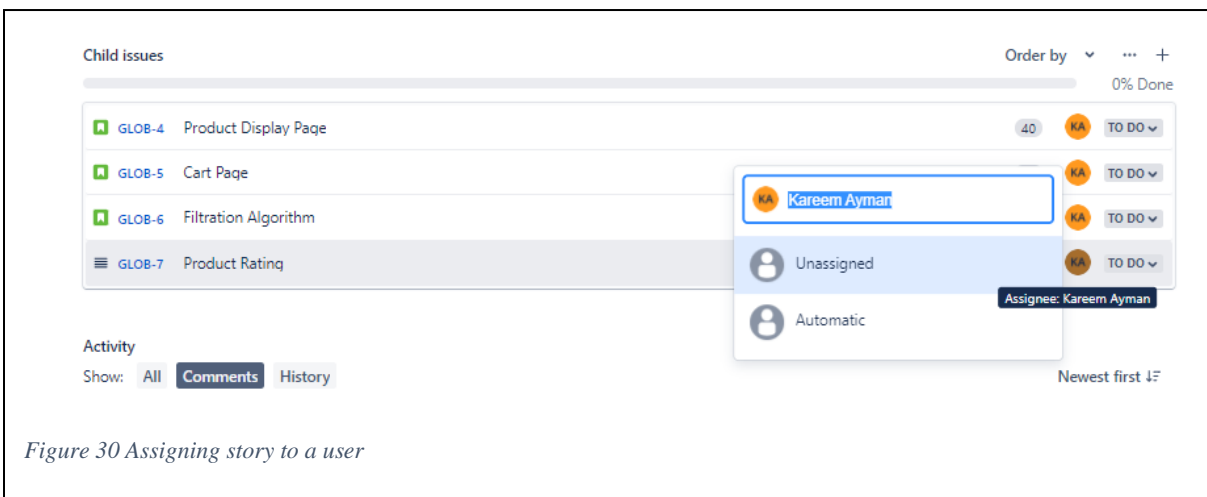 Child issues Order by ... +
0% Done
GLOB-4 Product Display Page 40 KA TO DO
GLOB-5 Cart Page KA TO DO
KA Kareem Ayman
GLOB-6 Filtration Algorithm KA TO DO
GLOB-7 Product Rating Unassigned KA TO DO
Assignee: Kareem Ayman
Automatic
Activity
Show: All Comments History Newest first
Figure 30 Assigning story to a user